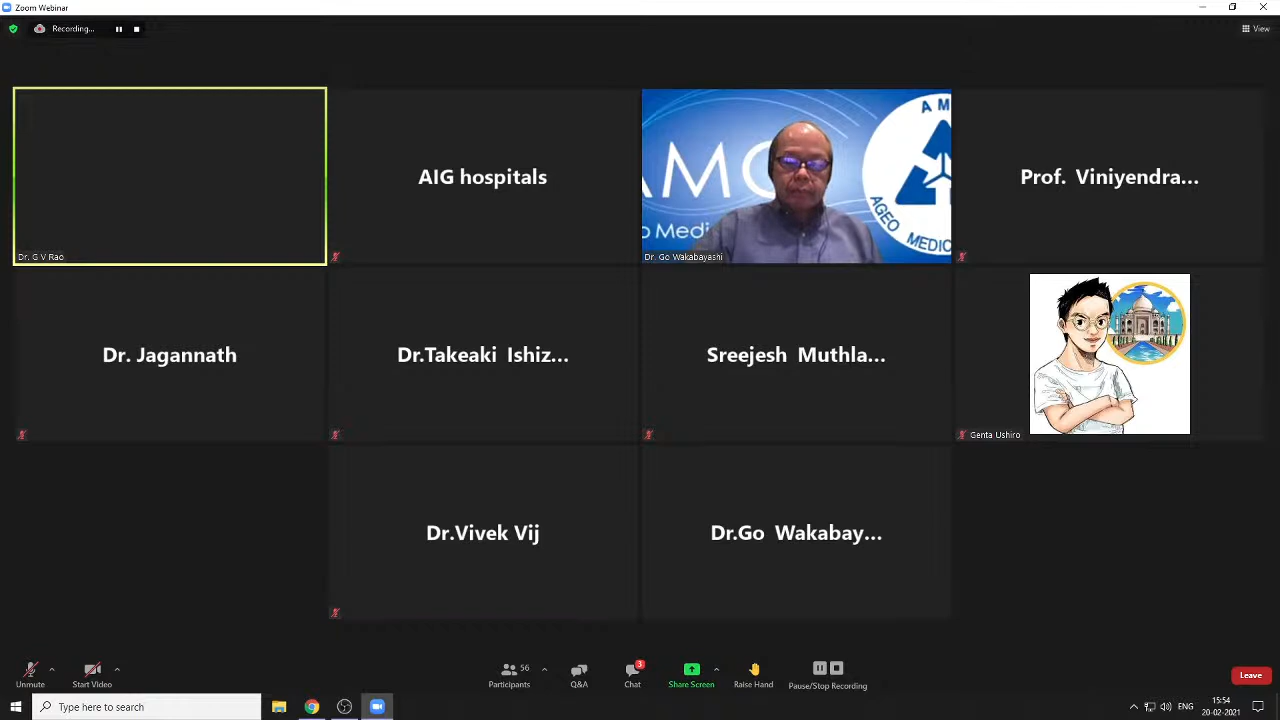 Zoom Webinar
Recording...
View
Dr. G V Rao
AIG hospitals
AMG
o Medi
AM
AGEO MEDIC
Dr. Go Wakabayashi
Prof. Viniyendra...
Dr. Jagannath
Dr.Takeaki Ishiz...
Sreejesh Muthla...
Genta Ushiro
Dr.Vivek Vij
Dr.Go Wakabay...
Unmute
Start Video
56
Participants
Q&A
3
Chat
Share Screen
Raise Hand
Pause/Stop Recording
Leave
Type here to search
ENG
15:54
20-02-2021